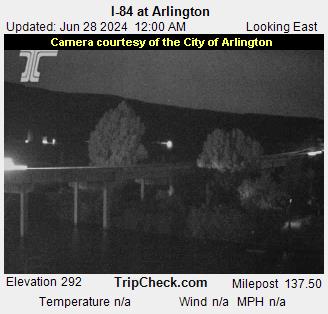 I-84 at Arlington
Updated: Jun 28 2024 12:00 AM Looking East
Camera courtesy of the City of Arlington
Elevation 292 TripCheck.com Milepost 137.50
Temperature n/a Wind n/a MPH n/a